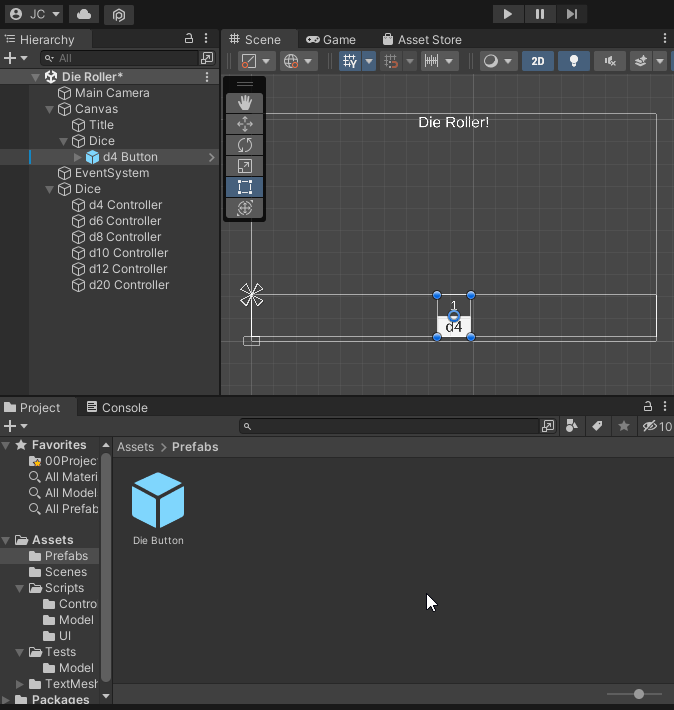 JC
Hierarchy
Scene
Game
Asset Store
All
2D
Die Roller*
Main Camera
Canvas
Title
Dice
d4 Button
EventSystem
Dice
d4 Controller
d6 Controller
d8 Controller
d10 Controller
d12 Controller
d20 Controller
Die Roller!
1
d4
Project
Console
10
Favorites
00Projec
All Materi
All Model
All Prefab
Assets
Prefabs
Scenes
Scripts
Contro
Model
UI
Tests
Model
TextMesh
Packages
Assets > Prefabs
Die Button